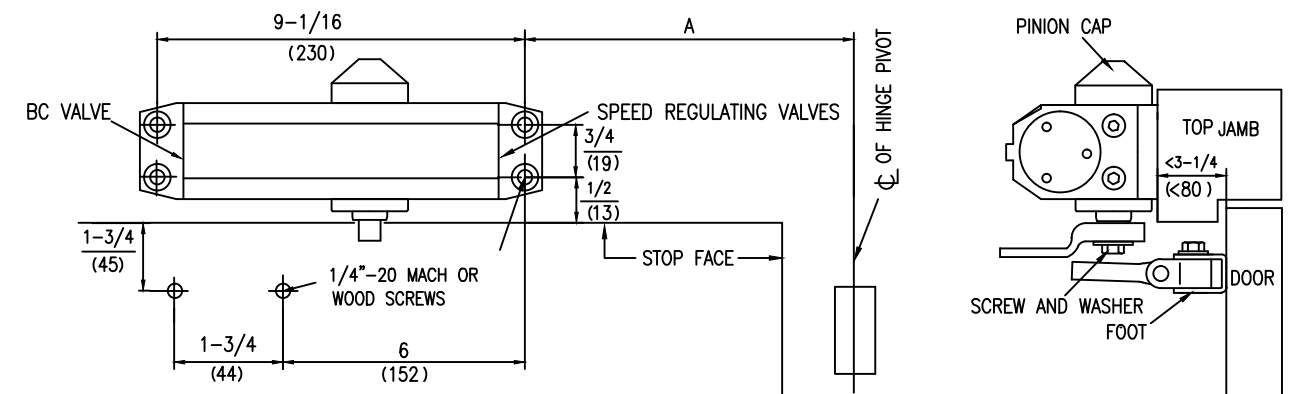 9-1/16
(230)
A
BC VALVE
SPEED REGULATING VALVES
3/4
(19)
1/2
(13)
℄ OF HINGE PIVOT
1-3/4
(45)
STOP FACE
1/4"-20 MACH OR
WOOD SCREWS
1-3/4
(44)
6
(152)
PINION CAP
TOP JAMB
<3-1/4
(<80)
DOOR
SCREW AND WASHER
FOOT